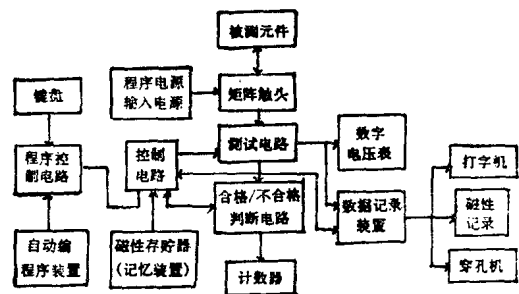 被测元件
程序电源
输入电源
矩阵触头
键盘
测试电路
数字
电压表
程序控
制电路
控制
电路
打字机
合格/不合格
判断电路
数据记录
装置
磁性
记录
自动编
程序装置
磁性存贮器
(记忆装置)
计数器
穿孔机